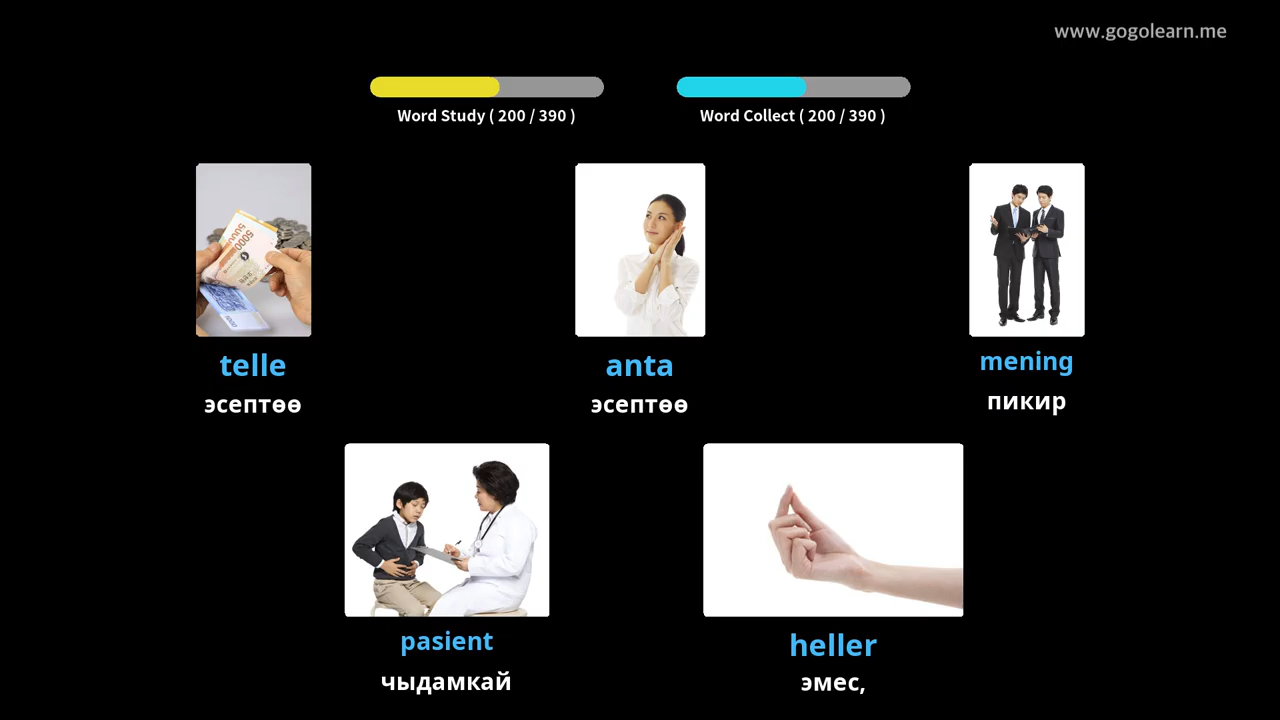 www.gogolearn.me
Word Study ( 200 / 390 )
Word Collect ( 200 / 390 )
telle
эсептөө
anta
эсептөө
mening
пикир
pasient
чыдамкай
heller
эмес,